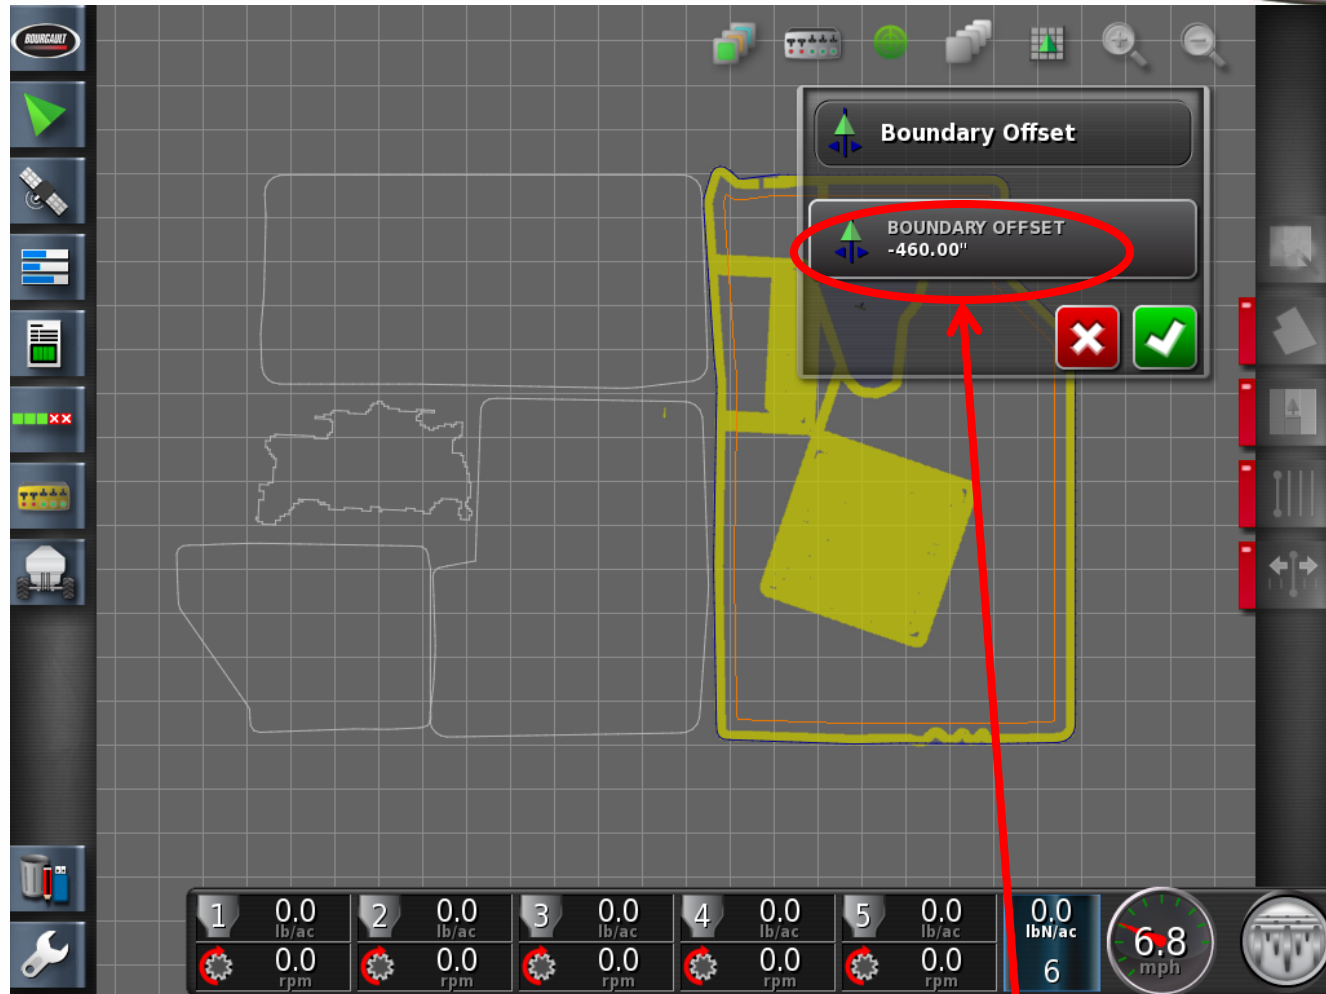 BOURGAULT
Boundary Offset
BOUNDARY OFFSET
-460.00"
1 0.0 lb/ac
2 0.0 lb/ac
3 0.0 lb/ac
4 0.0 lb/ac
5 0.0 lb/ac
0.0 lbN/ac
0.0 rpm
0.0 rpm
0.0 rpm
0.0 rpm
0.0 rpm
6
6.8
mph